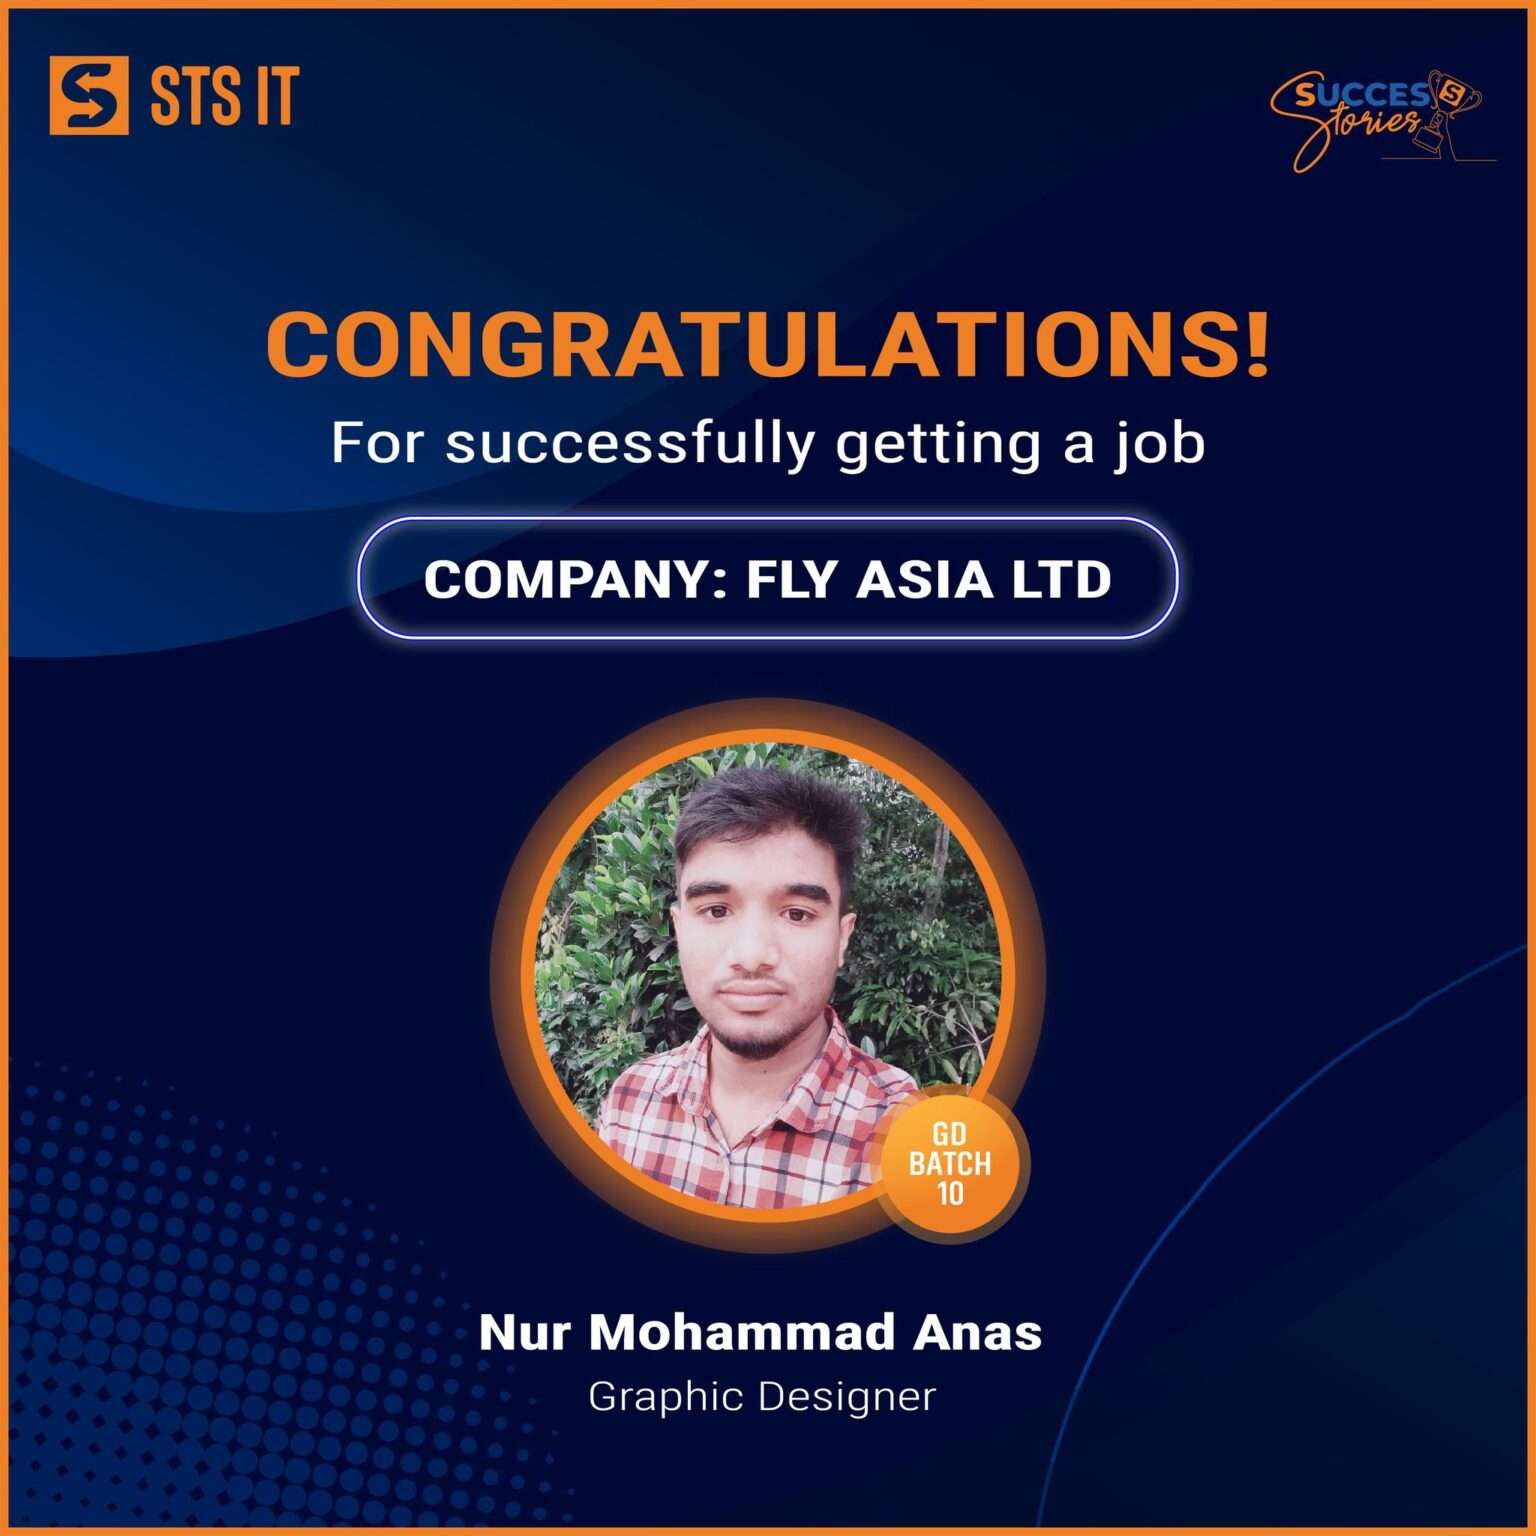 STS IT
SUCCESS
Stories
CONGRATULATIONS!
For successfully getting a job
COMPANY: FLY ASIA LTD
GD
BATCH
10
Nur Mohammad Anas
Graphic Designer